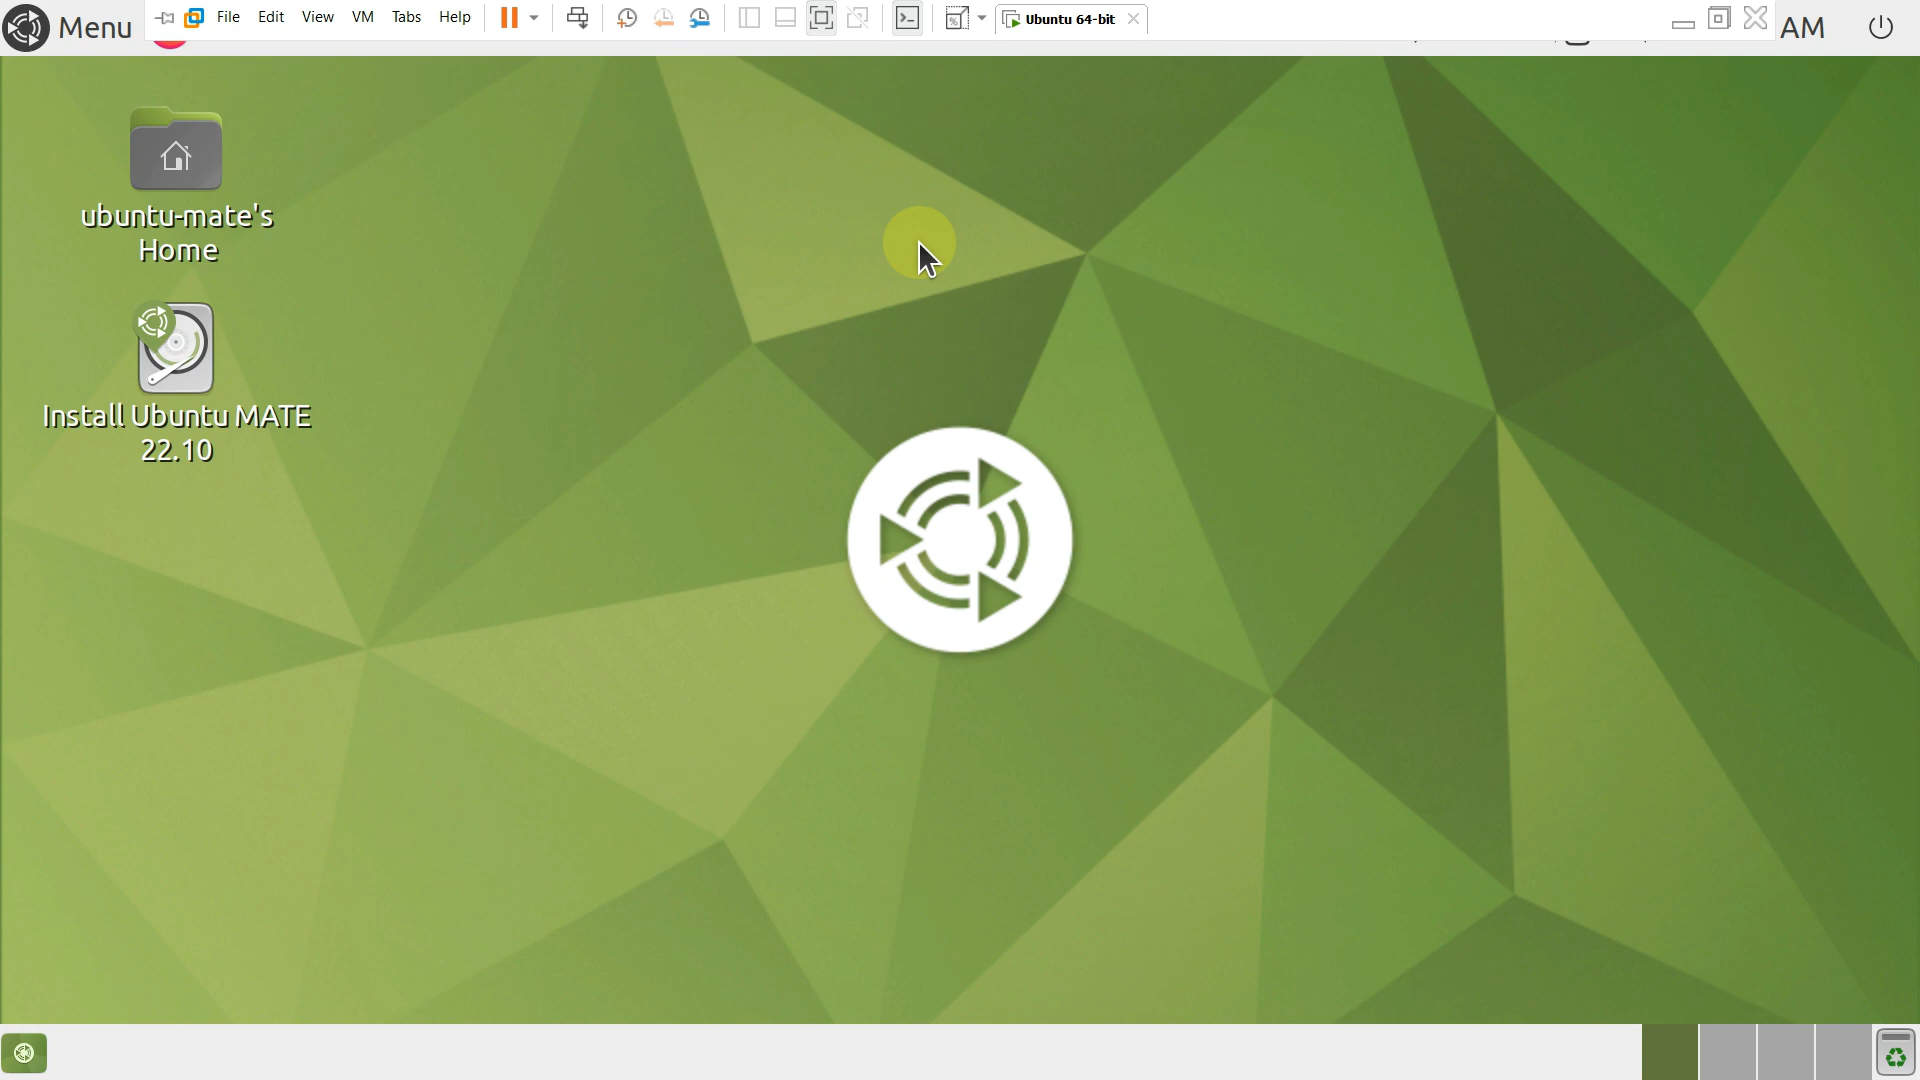 Menu
File Edit View VM Tabs Help
Ubuntu 64-bit
AM
ubuntu-mate's
Home
Install Ubuntu MATE
22.10